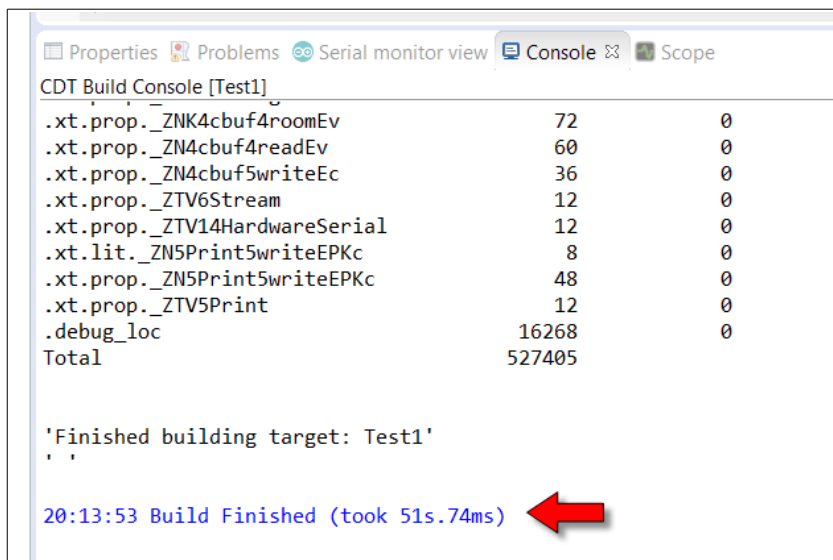 Properties Problems Serial monitor view Console Scope
CDT Build Console [Test1]
.xt.prop._ZNK4cbuf4roomEv 72 0
.xt.prop._ZN4cbuf4readEv 60 0
.xt.prop._ZN4cbuf5writeEc 36 0
.xt.prop._ZTV6Stream 12 0
.xt.prop._ZTV14HardwareSerial 12 0
.xt.lit._ZN5Print5writeEPKc 8 0
.xt.prop._ZN5Print5writeEPKc 48 0
.xt.prop._ZTV5Print 12 0
.debug_loc 16268 0
Total 527405
'Finished building target: Test1'
' '
20:13:53 Build Finished (took 51s.74ms)